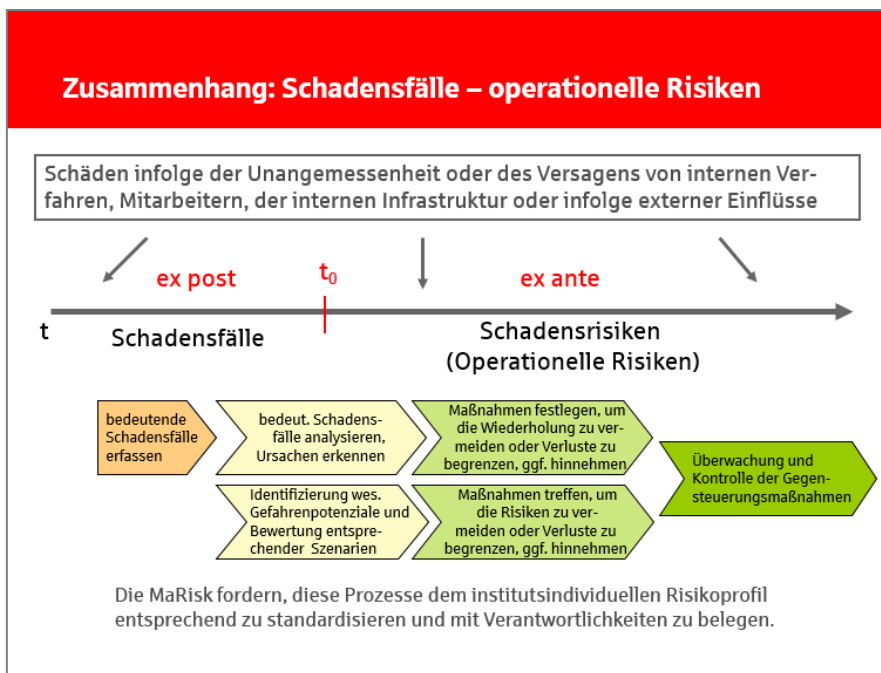 Zusammenhang: Schadensfälle – operationelle Risiken
Schäden infolge der Unangemessenheit oder des Versagens von internen Ver-
fahren, Mitarbeitern, der internen Infrastruktur oder infolge externer Einflüsse
ex post
t0
ex ante
t
Schadensfälle
Schadensrisiken
(Operationelle Risiken)
bedeutende
Schadensfälle
erfassen
bedeut. Schadens-
fälle analysieren,
Ursachen erkennen
Maßnahmen festlegen, um
die Wiederholung zu ver-
meiden oder Verluste zu
begrenzen, ggf. hinnehmen
Identifizierung wes.
Gefahrenpotenziale und
Bewertung entspre-
chender Szenarien
Maßnahmen treffen, um
die Risiken zu ver-
meiden oder Verluste zu
begrenzen, ggf. hinnehmen
Überwachung und
Kontrolle der Gegen-
steuerungsmaßnahmen
Die MaRisk fordern, diese Prozesse dem institutsindividuellen Risikoprofil
entsprechend zu standardisieren und mit Verantwortlichkeiten zu belegen.